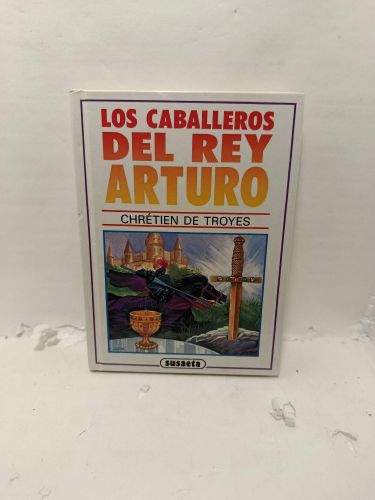 LOS CABALLEROS
DEL REY
ARTURO
CHRÉTIEN DE TROYES
susaeta